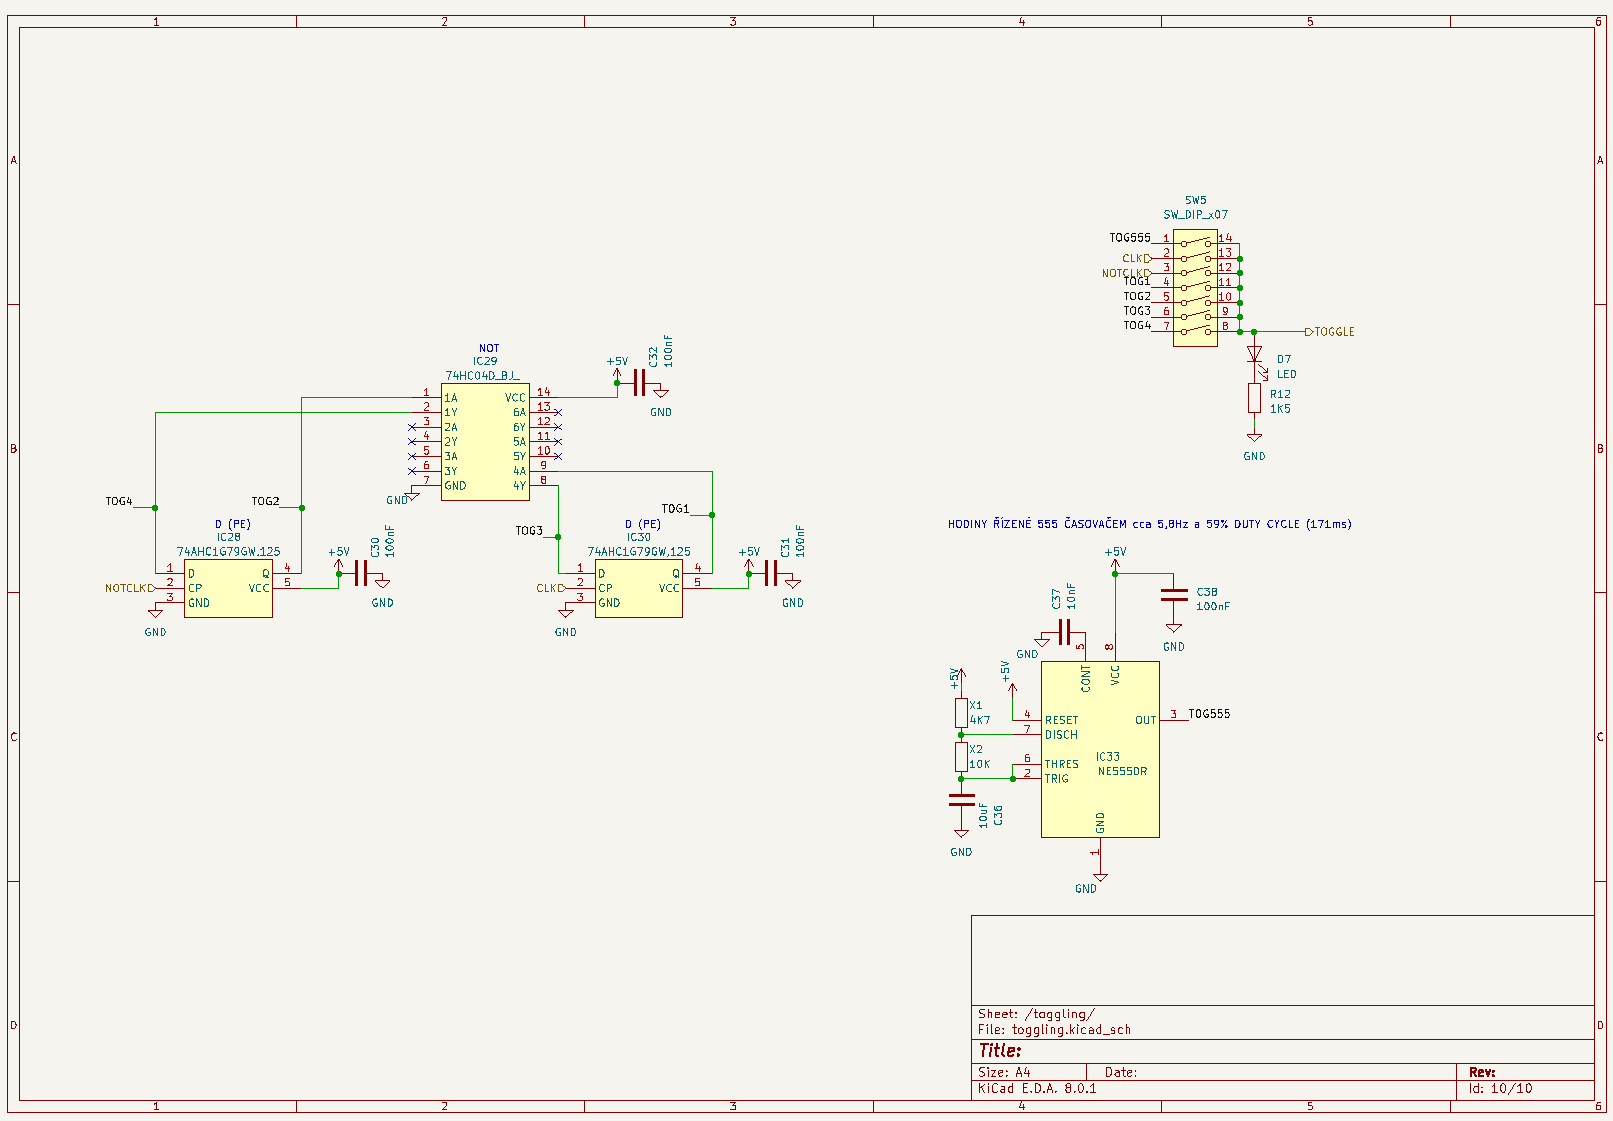 1 2 3 4 5 6
A A
SW5
SW_DIP_x07
TOG555 1 14
CLK 2 13
NOTCLK 3 12
TOG1 4 11
TOG2 5 10
TOG3 6 9
TOG4 7 8
TOGGLE
D7
LED
R12
1K5
GND
B B
NOT
IC29
74HC04D_BJ_
1 1A VCC 14
2 1Y 6A 13
3 2A 6Y 12
4 2Y 5A 11
5 3A 5Y 10
6 3Y 4A 9
7 GND 4Y 8
GND
+5V
C32
100nF
GND
TOG4
TOG2
D (PE)
IC28
74AHC1G79GW,125
1 D Q 4
NOTCLK 2 CP VCC 5
3 GND
GND
+5V
C30
100nF
GND
TOG3
TOG1
D (PE)
IC30
74AHC1G79GW,125
1 D Q 4
CLK 2 CP VCC 5
3 GND
GND
+5V
C31
100nF
GND
HODINY ŘÍZENÉ 555 ČASOVAČEM cca 5,8Hz a 59% DUTY CYCLE (171ms)
+5V
C37
10nF
GND
C38
100nF
GND
5 8
CONT VCC
+5V
+5V
X1
4K7
X2
10K
10uF
C36
GND
4 RESET OUT 3 TOG555
7 DISCH
6 THRES
2 TRIG
IC33
NE555DR
GND
1
GND
C C
D D
Sheet: /toggling/
File: toggling.kicad_sch
Title:
Size: A4 Date: Rev:
KiCad E.D.A. 8.0.1 Id: 10/10
1 2 3 4 5 6